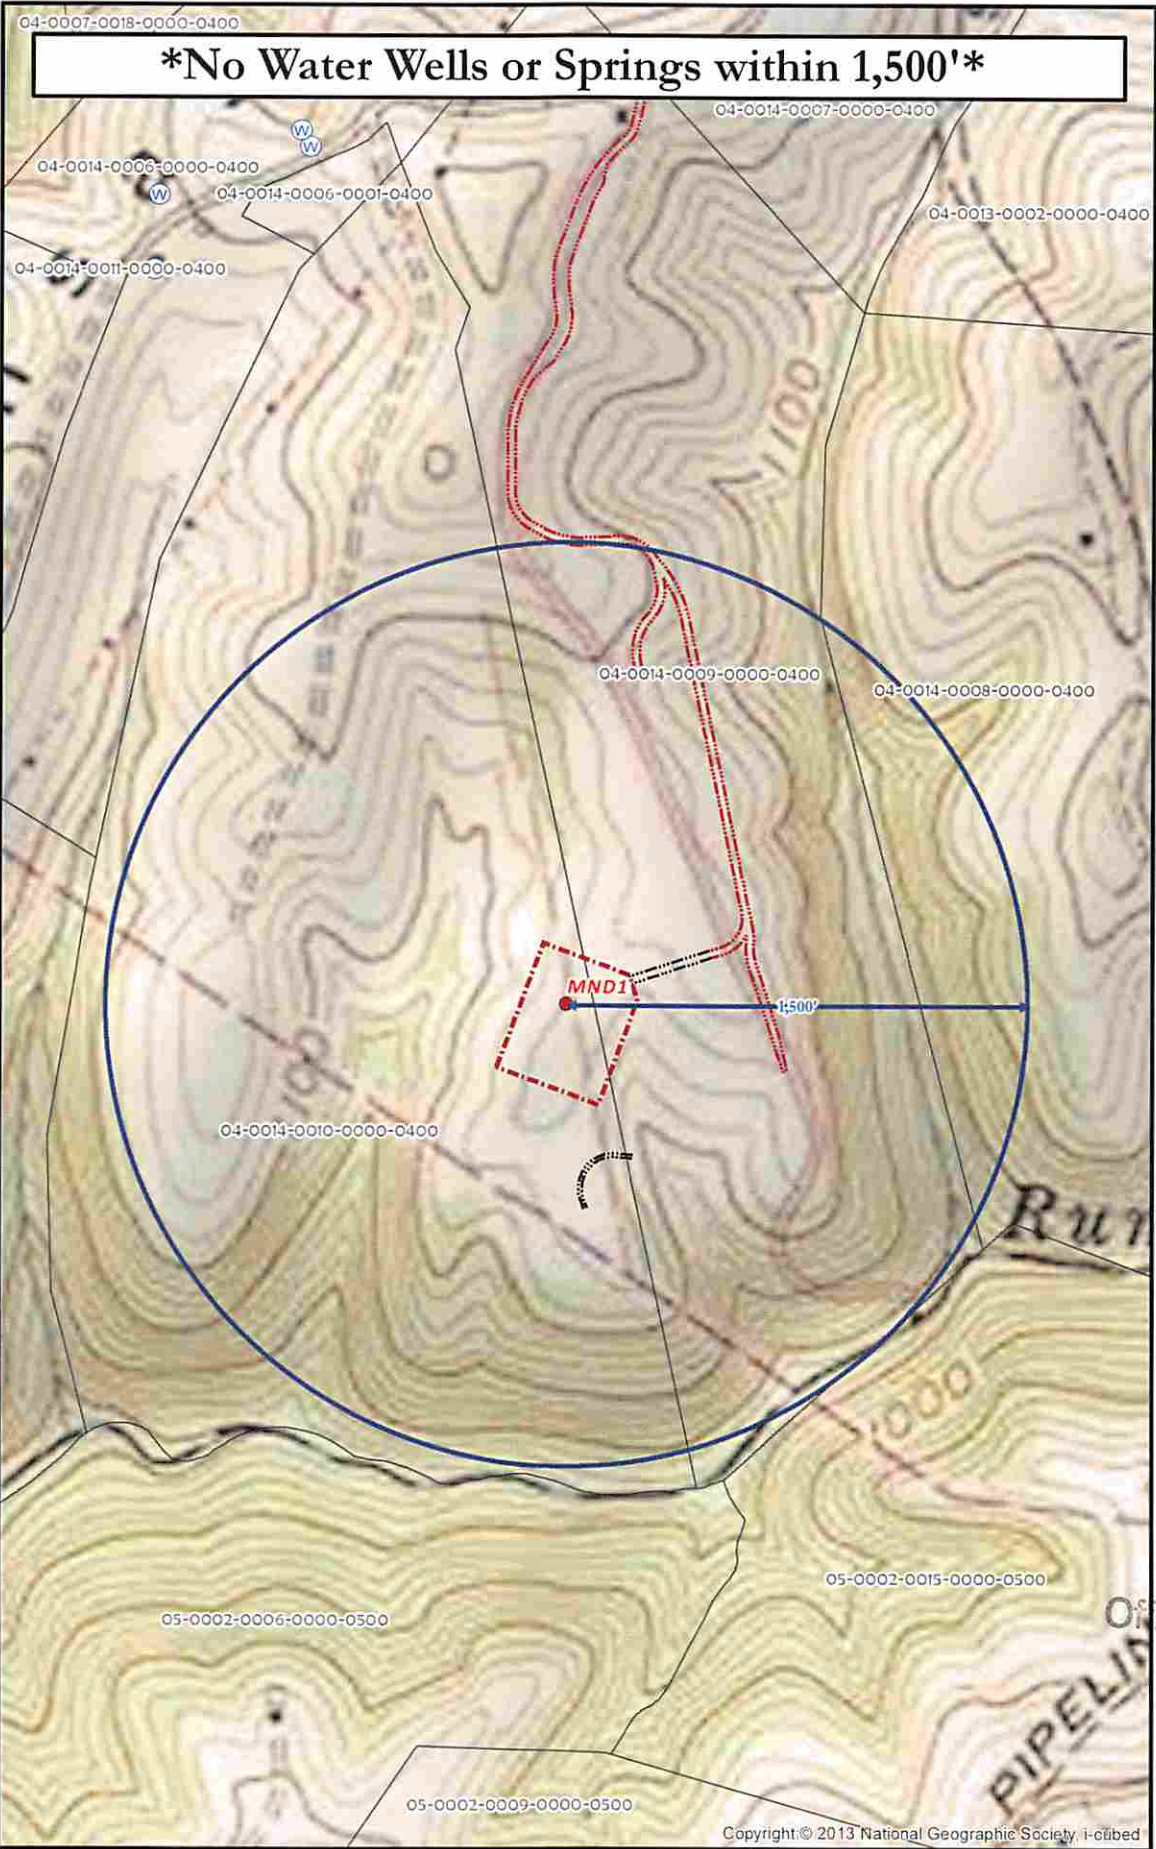 04-0007-0018-0000-0400
*No Water Wells or Springs within 1,500'*
04-0014-0007-0000-0400
W
W
04-0014-0006-0000-0400
W
04-0014-0006-0001-0400
04-0013-0002-0000-0400
04-0014-0011-0000-0400
1100
04-0014-0009-0000-0400
04-0014-0008-0000-0400
MND1
1,500'
1100
04-0014-0010-0000-0400
Run
1000
05-0002-0015-0000-0500
05-0002-0006-0000-0500
PIPELIN
05-0002-0009-0000-0500
Copyright:© 2013 National Geographic Society, i-cubed